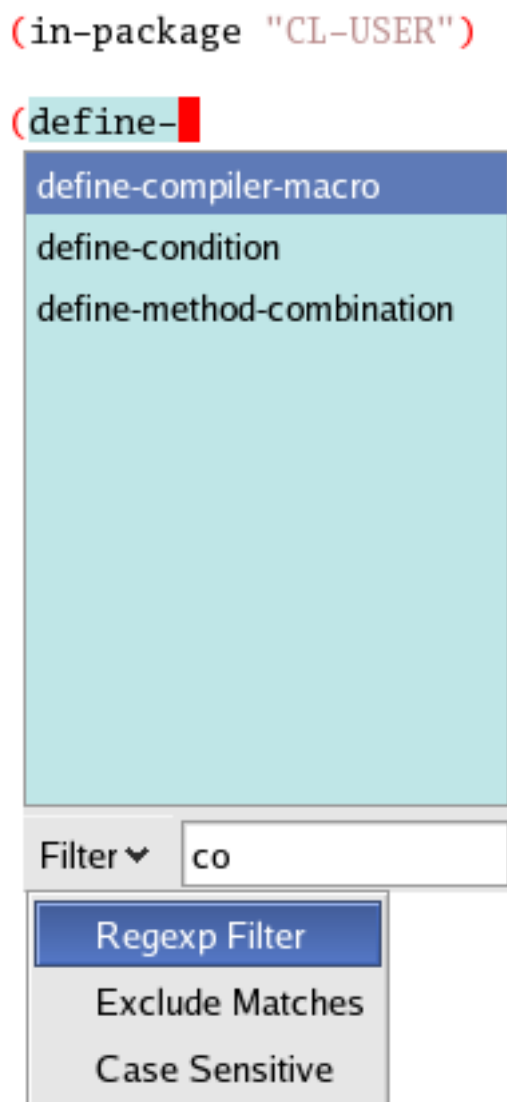 (in-package "CL-USER")
(define-
define-compiler-macro
define-condition
define-method-combination
Filter co
Regexp Filter
Exclude Matches
Case Sensitive